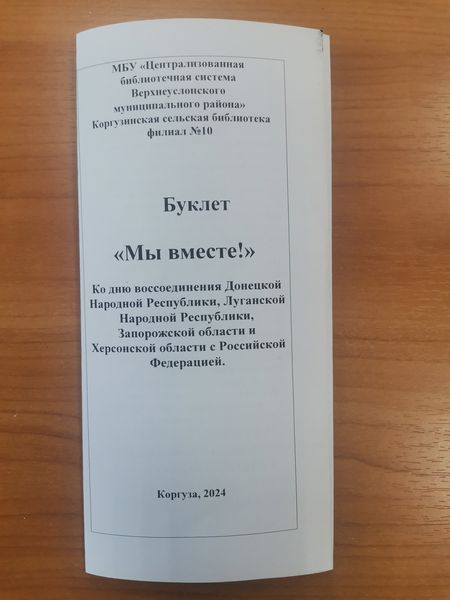 МБУ «Централизованная
библиотечная система
Верхнеуслонского
муниципального района»
Коргузинская сельская библиотека
филиал №10
Буклет
«Мы вместе!»
Ко дню воссоединения Донецкой
Народной Республики, Луганской
Народной Республики,
Запорожской области и
Херсонской области с Российской
Федерацией.
Коргуза, 2024